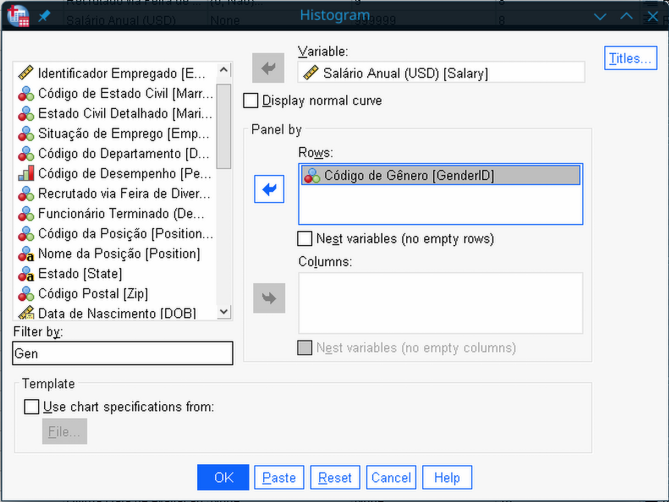 Histogram
Variable:
Salário Anual (USD) [Salary]
Titles...
Identificador Empregado [E...
Código de Estado Civil [Marr...
Estado Civil Detalhado [Mari...
Situação de Emprego [Emp...
Código do Departamento [D...
Código de Desempenho [Pe...
Recrutado via Feira de Diver...
Funcionário Terminado (De...
Código da Posição [Position...
Nome da Posição [Position]
Estado [State]
Código Postal [Zip]
Data de Nascimento [DOB]
Display normal curve
Panel by
Rows:
Código de Gênero [GenderID]
Nest variables (no empty rows)
Columns:
Nest variables (no empty columns)
Filter by:
Gen
Template
Use chart specifications from:
File...
OK
Paste
Reset
Cancel
Help